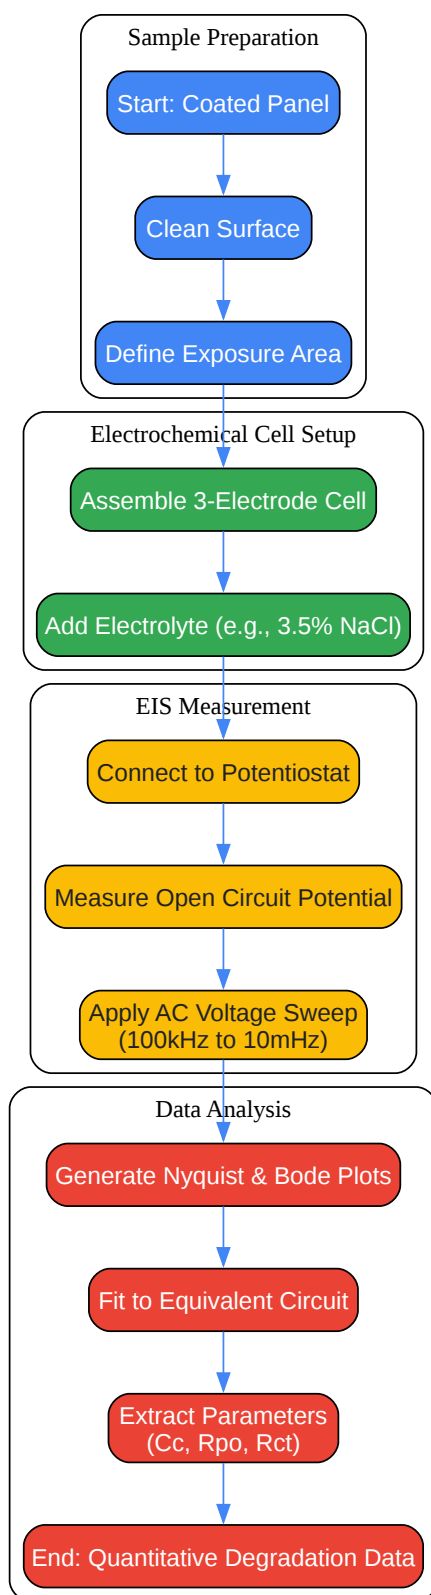 Sample Preparation
Start: Coated Panel
Clean Surface
Define Exposure Area
Electrochemical Cell Setup
Assemble 3-Electrode Cell
Add Electrolyte (e.g., 3.5% NaCl)
EIS Measurement
Connect to Potentiostat
Measure Open Circuit Potential
Apply AC Voltage Sweep
(100kHz to 10mHz)
Data Analysis
Generate Nyquist & Bode Plots
Fit to Equivalent Circuit
Extract Parameters
(Cc, Rpo, Rct)
End: Quantitative Degradation Data